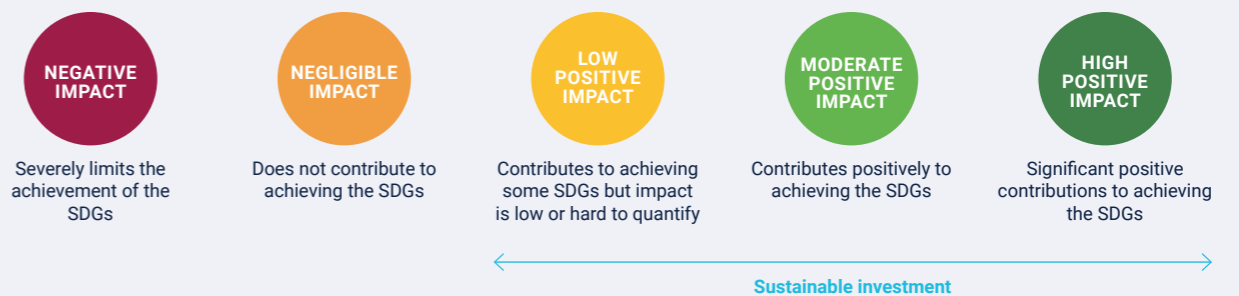 NEGATIVE
IMPACT
Severely limits the
achievement of the
SDGs
NEGLIGIBLE
IMPACT
Does not contribute to
achieving the SDGs
LOW
POSITIVE
IMPACT
Contributes to achieving
some SDGs but impact
is low or hard to quantify
MODERATE
POSITIVE
IMPACT
Contributes positively to
achieving the SDGs
HIGH
POSITIVE
IMPACT
Significant positive
contributions to achieving
the SDGs
Sustainable investment